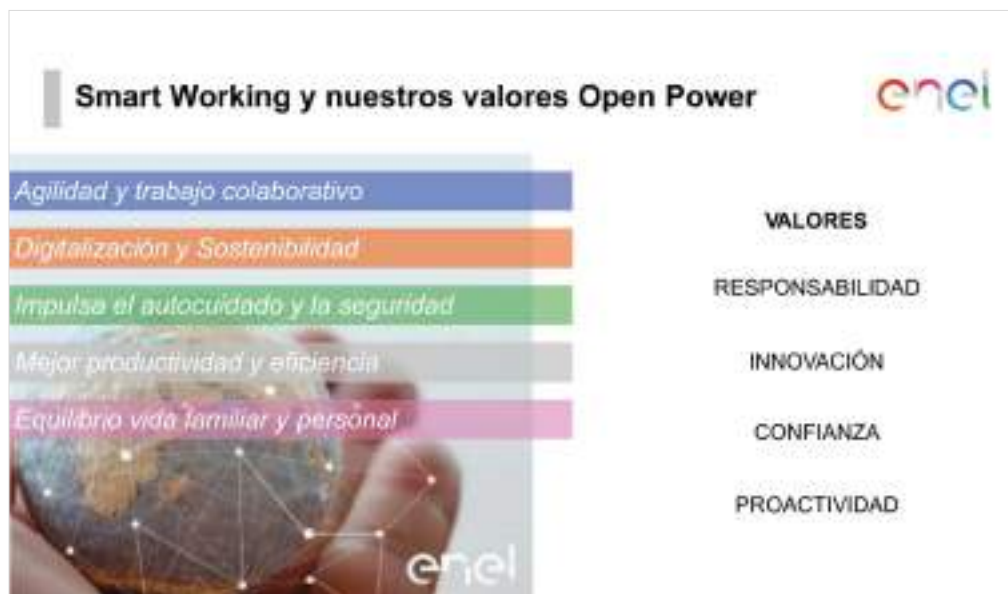 Smart Working y nuestros valores Open Power
enel
Agilidad y trabajo colaborativo
Digitalización y Sostenibilidad
Impulsa el autocuidado y la seguridad
Mejor productividad y eficiencia
Equilibrio vida familiar y personal
enel
VALORES
RESPONSABILIDAD
INNOVACIÓN
CONFIANZA
PROACTIVIDAD